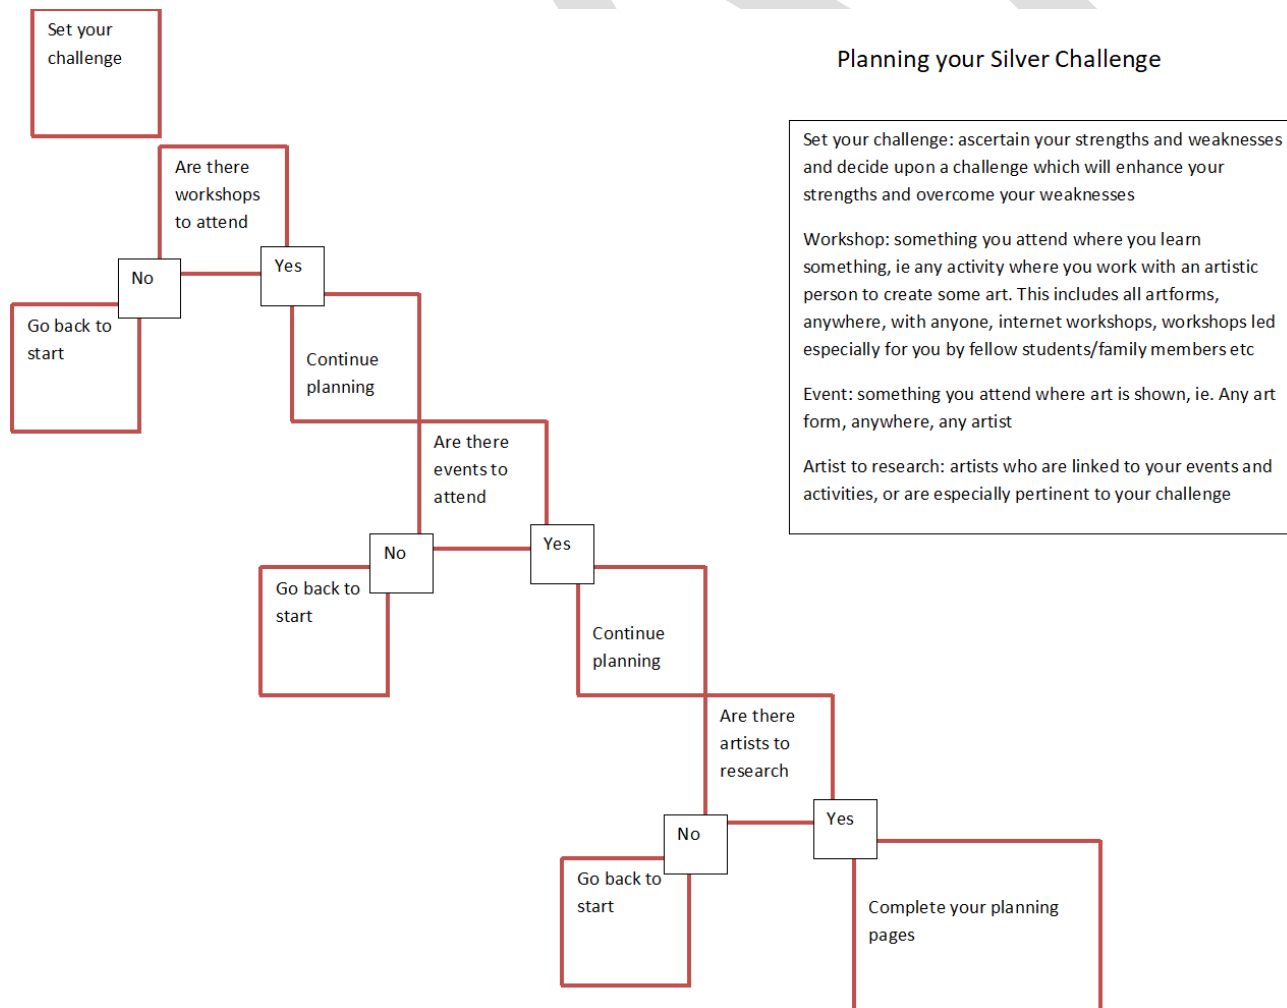 Set your
challenge
Planning your Silver Challenge
Set your challenge: ascertain your strengths and weaknesses
and decide upon a challenge which will enhance your
strengths and overcome your weaknesses
Workshop: something you attend where you learn
something, ie any activity where you work with an artistic
person to create some art. This includes all artforms,
anywhere, with anyone, internet workshops, workshops led
especially for you by fellow students/family members etc
Event: something you attend where art is shown, ie. Any art
form, anywhere, any artist
Artist to research: artists who are linked to your events and
activities, or are especially pertinent to your challenge
Are there
workshops
to attend
No
Yes
Go back to
start
Continue
planning
Are there
events to
attend
No
Yes
Go back to
start
Continue
planning
Are there
artists to
research
No
Yes
Go back to
start
Complete your planning
pages